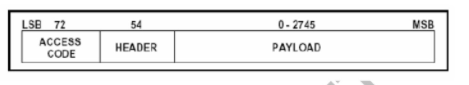 LSB 72 54 0 - 2745 MSB
ACCESS CODE HEADER PAYLOAD